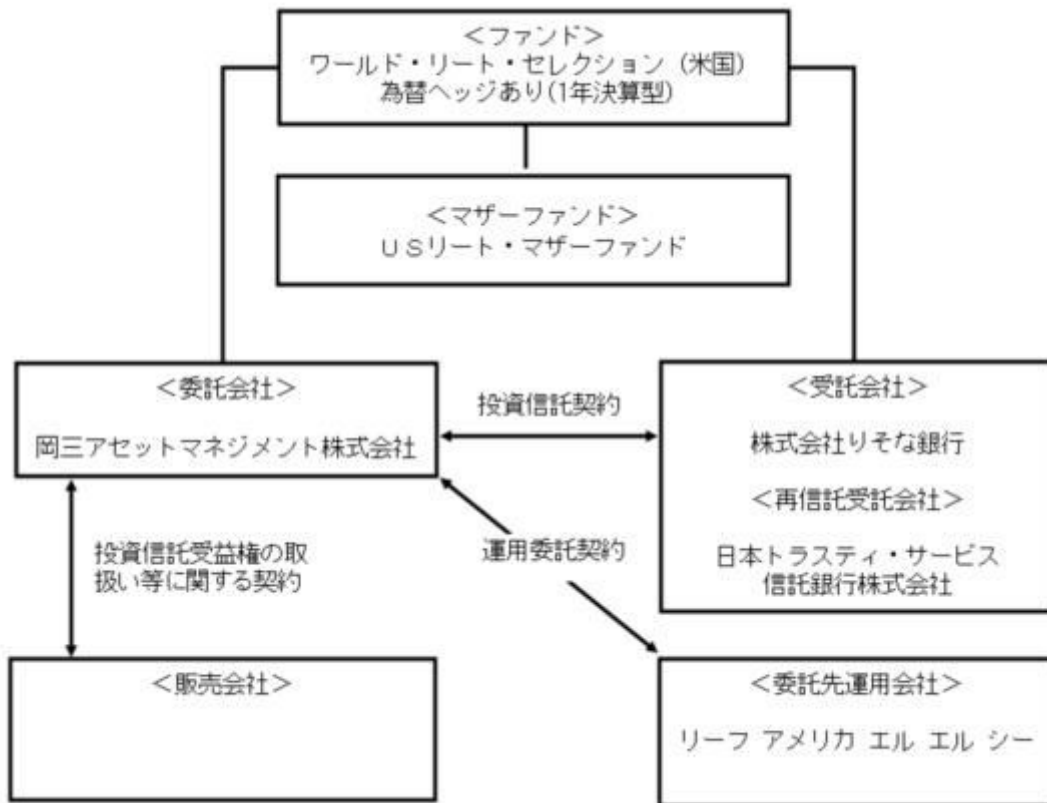 <ファンド>
ワールド・リート・セレクション（米国）
為替ヘッジあり(1年決算型)
<マザーファンド>
ＵＳリート・マザーファンド
<委託会社>
岡三アセットマネジメント株式会社
投資信託契約
<受託会社>
株式会社りそな銀行
<再信託受託会社>
日本トラスティ・サービス
信託銀行株式会社
投資信託受益権の取
扱い等に関する契約
運用委託契約
<販売会社>
<委託先運用会社>
リーフ アメリカ エル エル シー